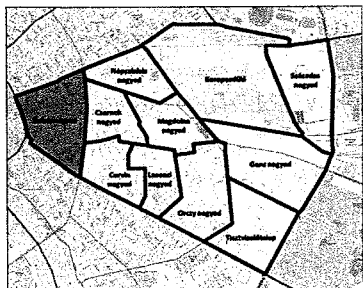 Népszínház
negyed
Kerepesdűlő
Százados
negyed
Csarnok
negyed
Magdolna
negyed
Ganz negyed
Corvin
negyed
Losonci
negyed
Orczy negyed
Tisztviselőtelep